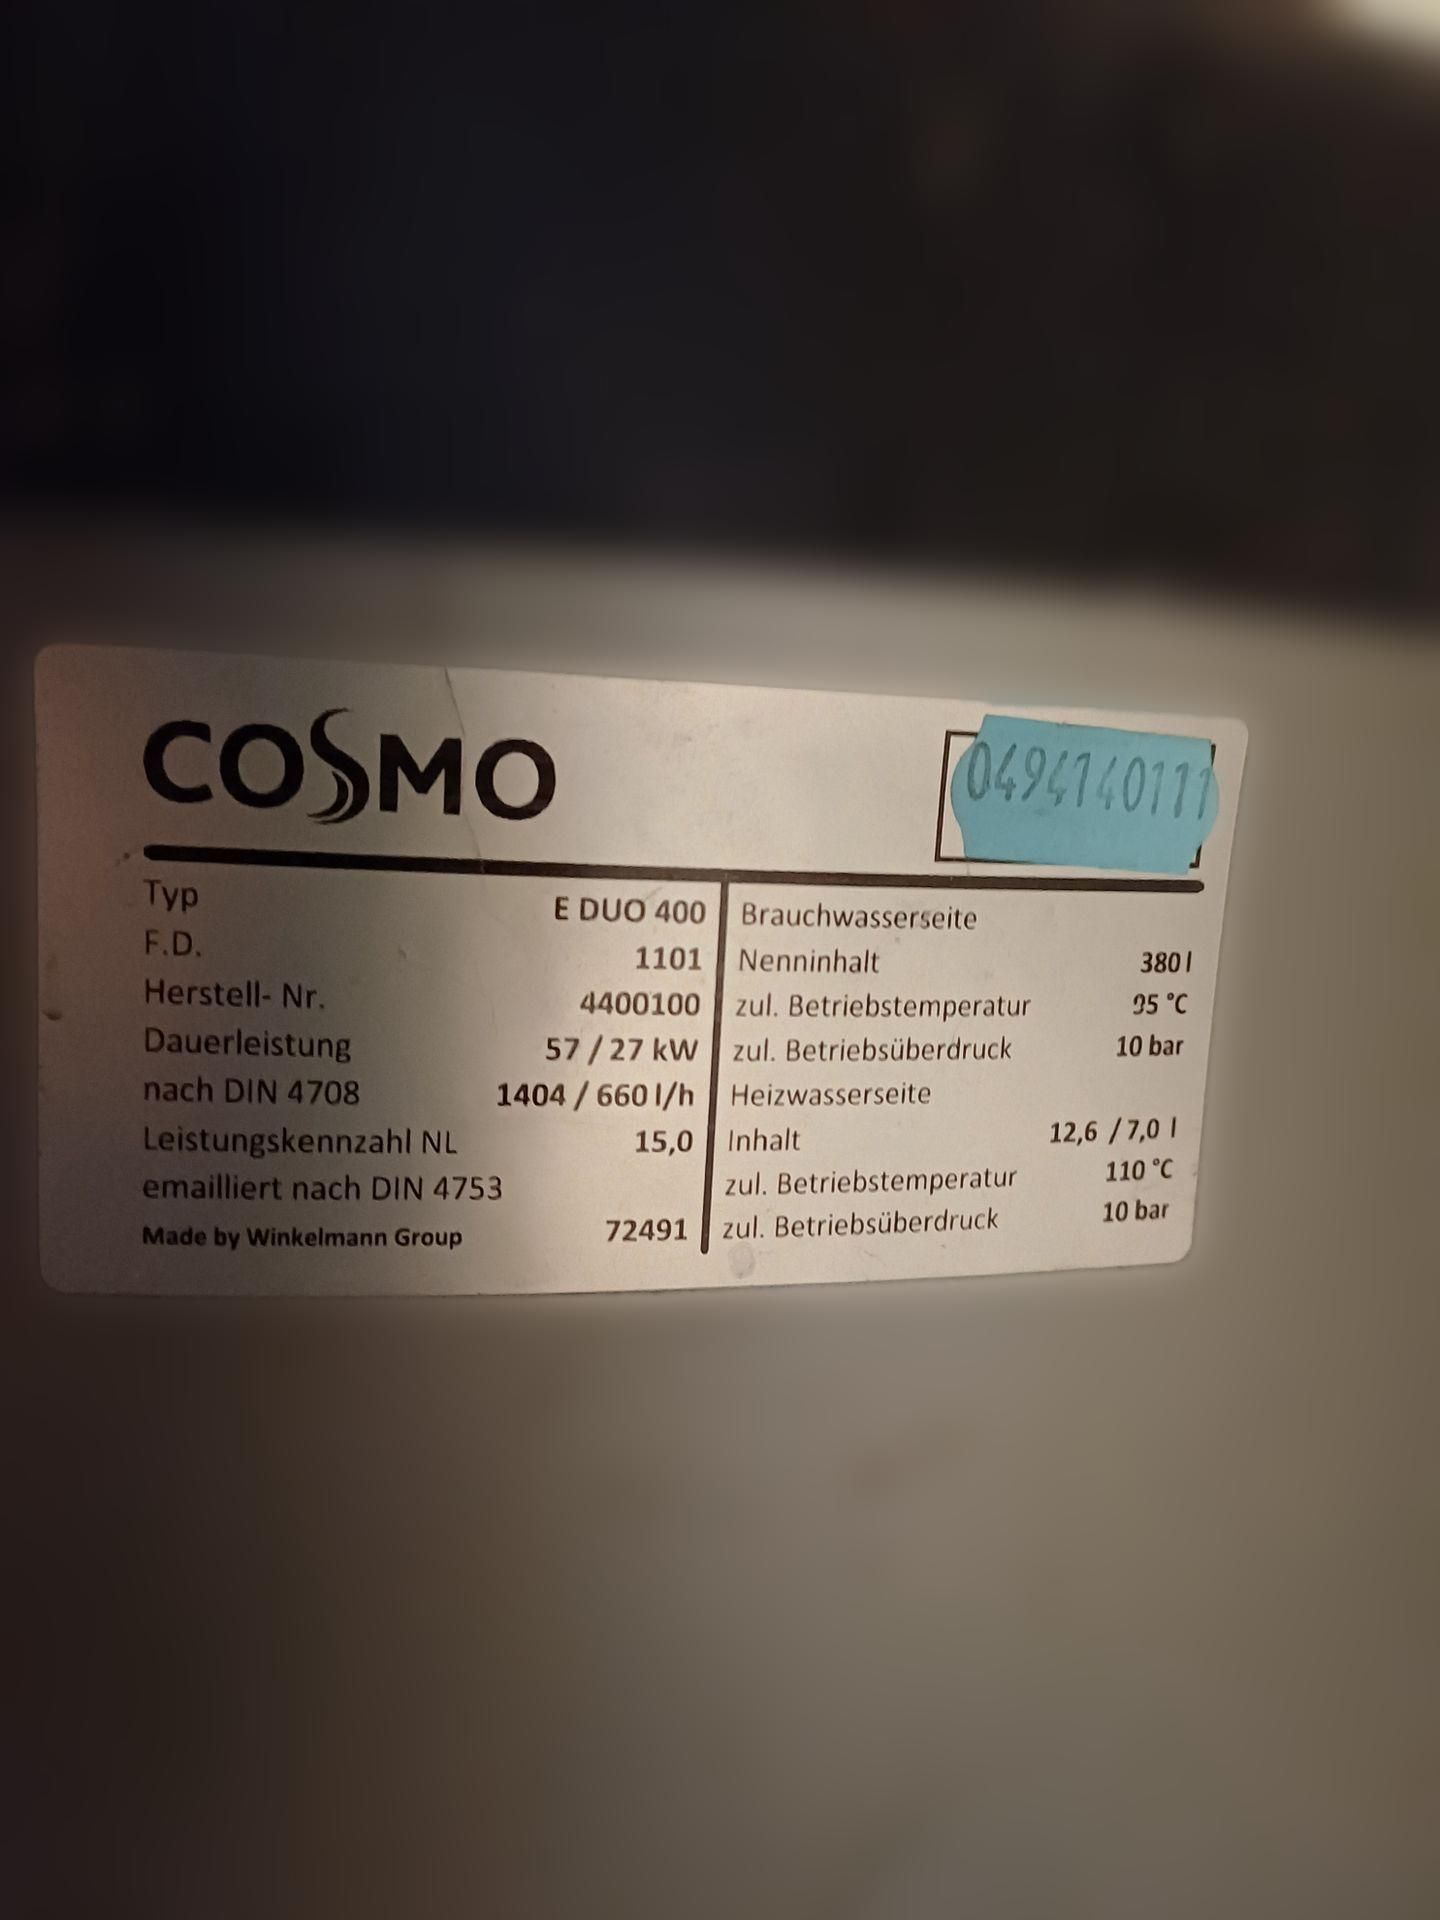 COSMO
0494140111
Typ E DUO 400
F.D. 1101
Herstell- Nr. 4400100
Dauerleistung 57 / 27 kW
nach DIN 4708 1404 / 660 l/h
Leistungskennzahl NL 15,0
emailliert nach DIN 4753
Made by Winkelmann Group 72491
Brauchwasserseite
Nenninhalt 380 l
zul. Betriebstemperatur 95 °C
zul. Betriebsüberdruck 10 bar
Heizwasserseite
Inhalt 12,6 / 7,0 l
zul. Betriebstemperatur 110 °C
zul. Betriebsüberdruck 10 bar